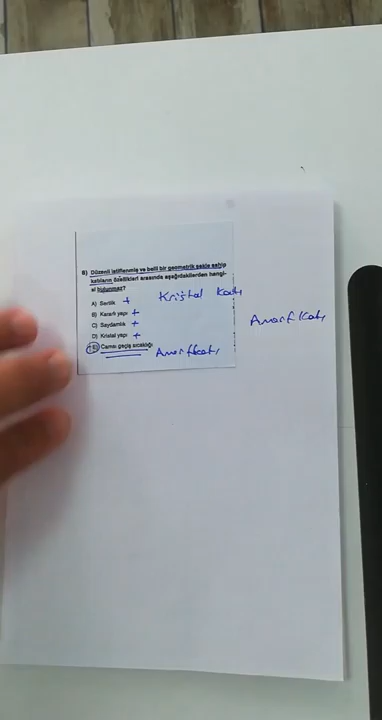 8) Düzenli istiflenmiş ve belli bir geometrik şekle sahip
katıların özellikleri arasında aşağıdakilerden hangi-
si bulunmaz?
A) Sertlik +
Kristal Katı
B) Kararlı yapı +
C) Saydamlık +
Amorf Katı
D) Kristal yapı +
E) Camsı geçiş sıcaklığı
Amorf katı